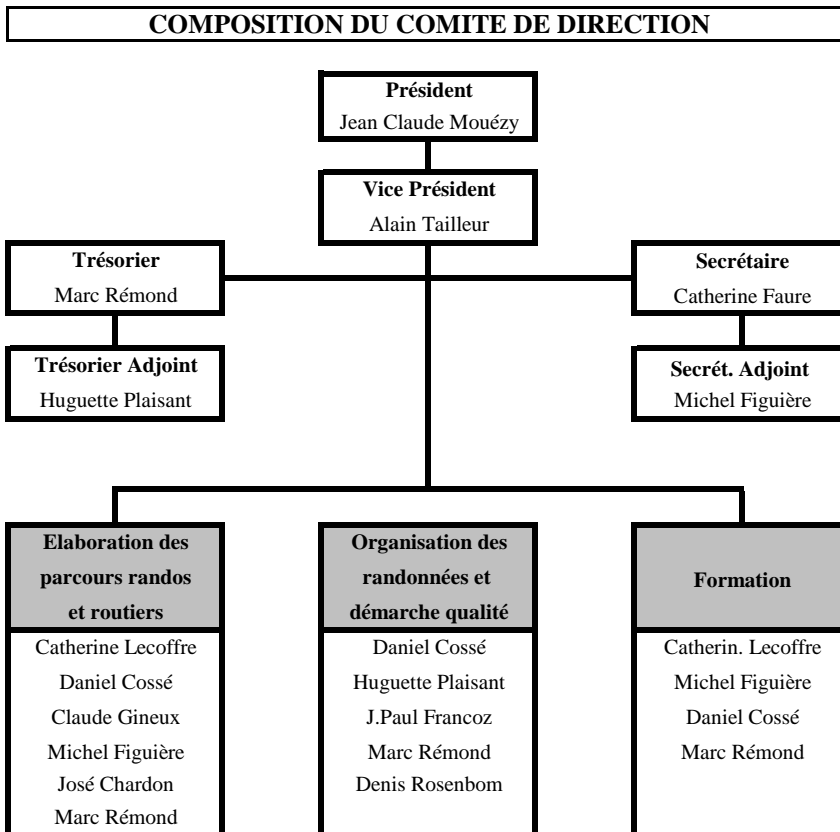 COMPOSITION DU COMITE DE DIRECTION
Président
Jean Claude Mouézy
Vice Président
Alain Tailleur
Trésorier
Marc Rémond
Secrétaire
Catherine Faure
Trésorier Adjoint
Huguette Plaisant
Secrét. Adjoint
Michel Figuière
Elaboration des
parcours randos
et routiers
Catherine Lecoffre
Daniel Cossé
Claude Gineux
Michel Figuière
José Chardon
Marc Rémond
Organisation des
randonnées et
démarche qualité
Daniel Cossé
Huguette Plaisant
J.Paul Francoz
Marc Rémond
Denis Rosenbom
Formation
Catherin. Lecoffre
Michel Figuière
Daniel Cossé
Marc Rémond